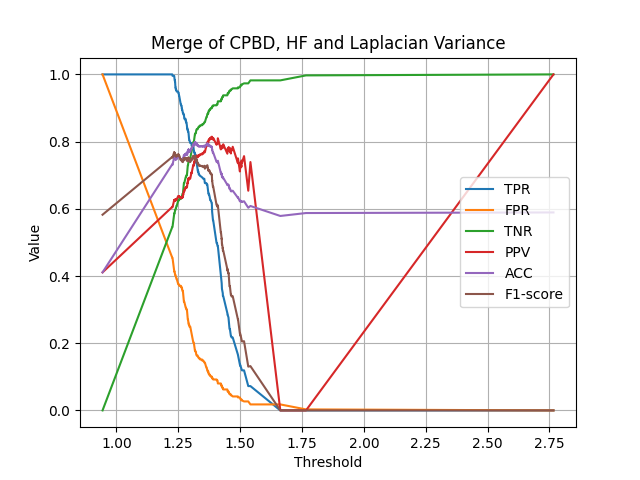 Merge of CPBD, HF and Laplacian Variance
1.0
0.8
0.6
0.4
0.2
0.0
Value
TPR
FPR
TNR
PPV
ACC
F1-score
1.00 1.25 1.50 1.75 2.00 2.25 2.50 2.75
Threshold